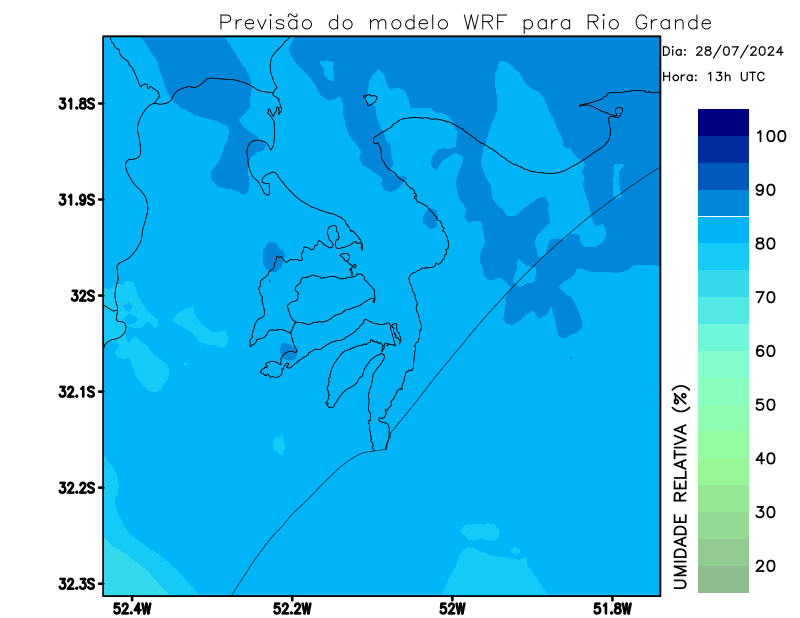 Previsão do modelo WRF para Rio Grande
Dia: 28/07/2024
Hora: 13h UTC
31.8S
31.9S
32S
32.1S
32.2S
32.3S
52.4W
52.2W
52W
51.8W
100
90
80
70
60
50
40
30
20
UMIDADE RELATIVA (%)